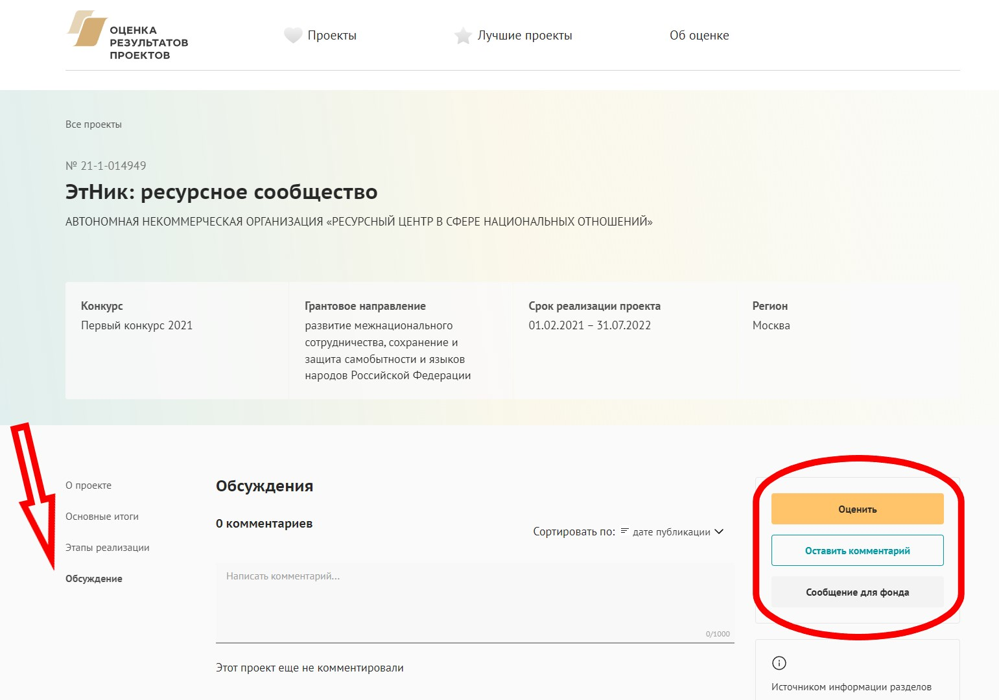 ОЦЕНКА
РЕЗУЛЬТАТОВ
ПРОЕКТОВ
Проекты
Лучшие проекты
Об оценке
Все проекты
№ 21-1-014949
ЭтНик: ресурсное сообщество
АВТОНОМНАЯ НЕКОММЕРЧЕСКАЯ ОРГАНИЗАЦИЯ «РЕСУРСНЫЙ ЦЕНТР В СФЕРЕ НАЦИОНАЛЬНЫХ ОТНОШЕНИЙ»
Конкурс
Первый конкурс 2021
Грантовое направление
развитие межнационального
сотрудничества, сохранение и
защита самобытности и языков
народов Российской Федерации
Срок реализации проекта
01.02.2021 – 31.07.2022
Регион
Москва
О проекте
Основные итоги
Этапы реализации
Обсуждение
Обсуждения
0 комментариев
Сортировать по: дате публикации
Написать комментарий...
0/1000
Этот проект еще не комментировали
Оценить
Оставить комментарий
Сообщение для фонда
Источником информации разделов